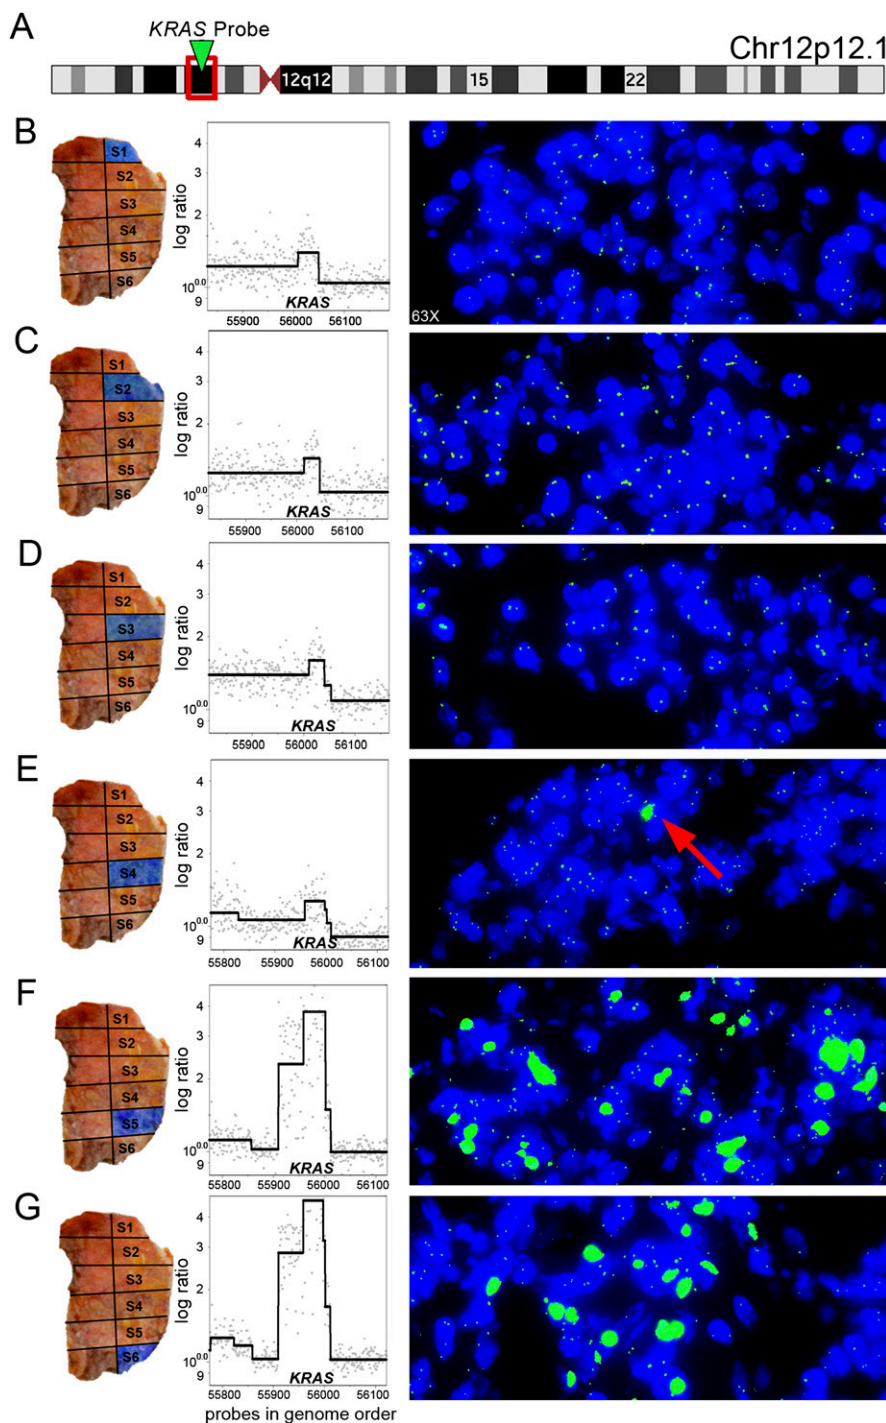 A
KRAS Probe
Chr12p12.1
12q12 15 22
B
S1
S2
S3
S4
S5
S6
log ratio
4
3
2
10^0.0
9
KRAS
55900 56000 56100
63X
C
S1
S2
S3
S4
S5
S6
log ratio
4
3
2
10^0.0
9
KRAS
55900 56000 56100
D
S1
S2
S3
S4
S5
S6
log ratio
4
3
2
10^0.0
9
KRAS
55900 56000 56100
E
S1
S2
S3
S4
S5
S6
log ratio
4
3
2
10^0.0
9
KRAS
55800 55900 56000 56100
F
S1
S2
S3
S4
S5
S6
log ratio
4
3
2
10^0.0
9
KRAS
55800 55900 56000 56100
G
S1
S2
S3
S4
S5
S6
log ratio
4
3
2
10^0.0
9
KRAS
55800 55900 56000 56100
probes in genome order